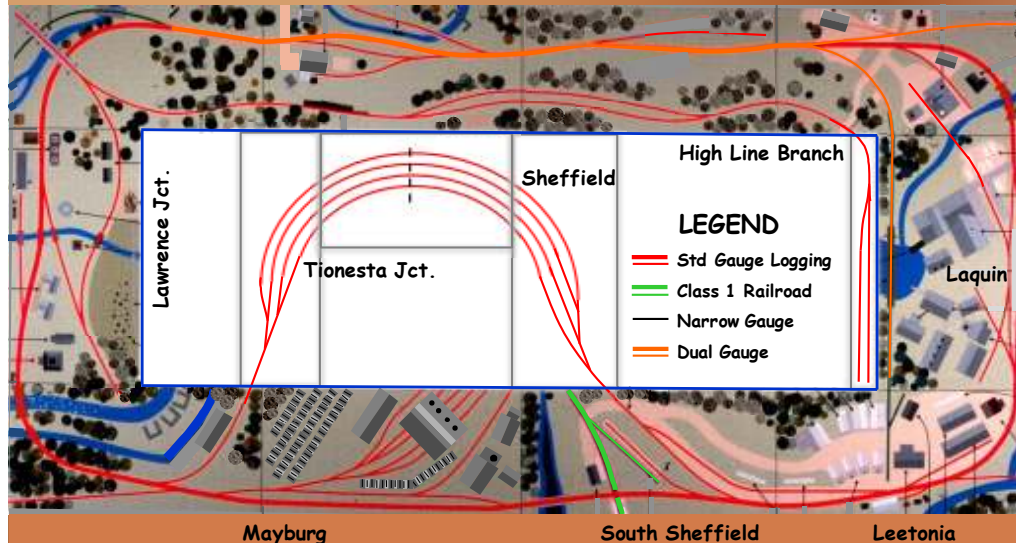 High Line Branch
Sheffield
Lawrence Jct.
Tionesta Jct.
LEGEND
Std Gauge Logging
Class 1 Railroad
Narrow Gauge
Dual Gauge
Laquin
Mayburg
South Sheffield
Leetonia